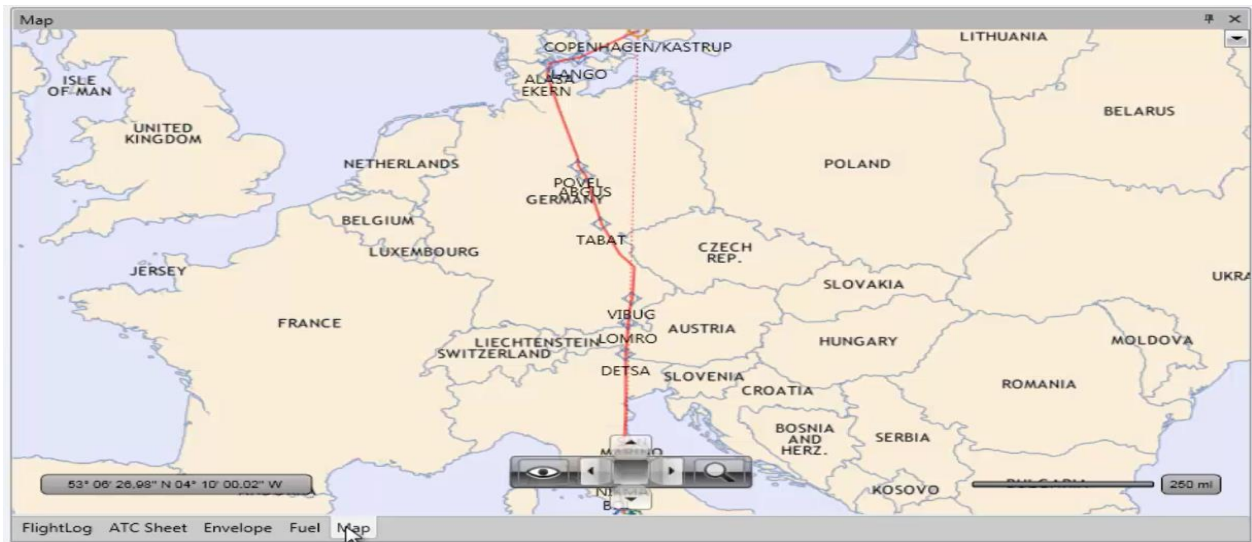 Map
LITHUANIA
COPENHAGEN/KASTRUP
ALASA
LANGO
EKERN
ISLE
OF MAN
BELARUS
UNITED
KINGDOM
NETHERLANDS
POLAND
POVEL
ABGUS
GERMANY
BELGIUM
TABAT
CZECH
REP.
LUXEMBOURG
JERSEY
UKRA
SLOVAKIA
VIBUG
FRANCE
AUSTRIA
LIECHTENSTEIN
LOMRO
HUNGARY
MOLDOVA
SWITZERLAND
DETSA
SLOVENIA
CROATIA
ROMANIA
BOSNIA
AND
HERZ.
SERBIA
53° 06' 26,98" N 04° 10' 00,02" W
KOSOVO
BULGARIA
250 mi
FlightLog ATC Sheet Envelope Fuel Map